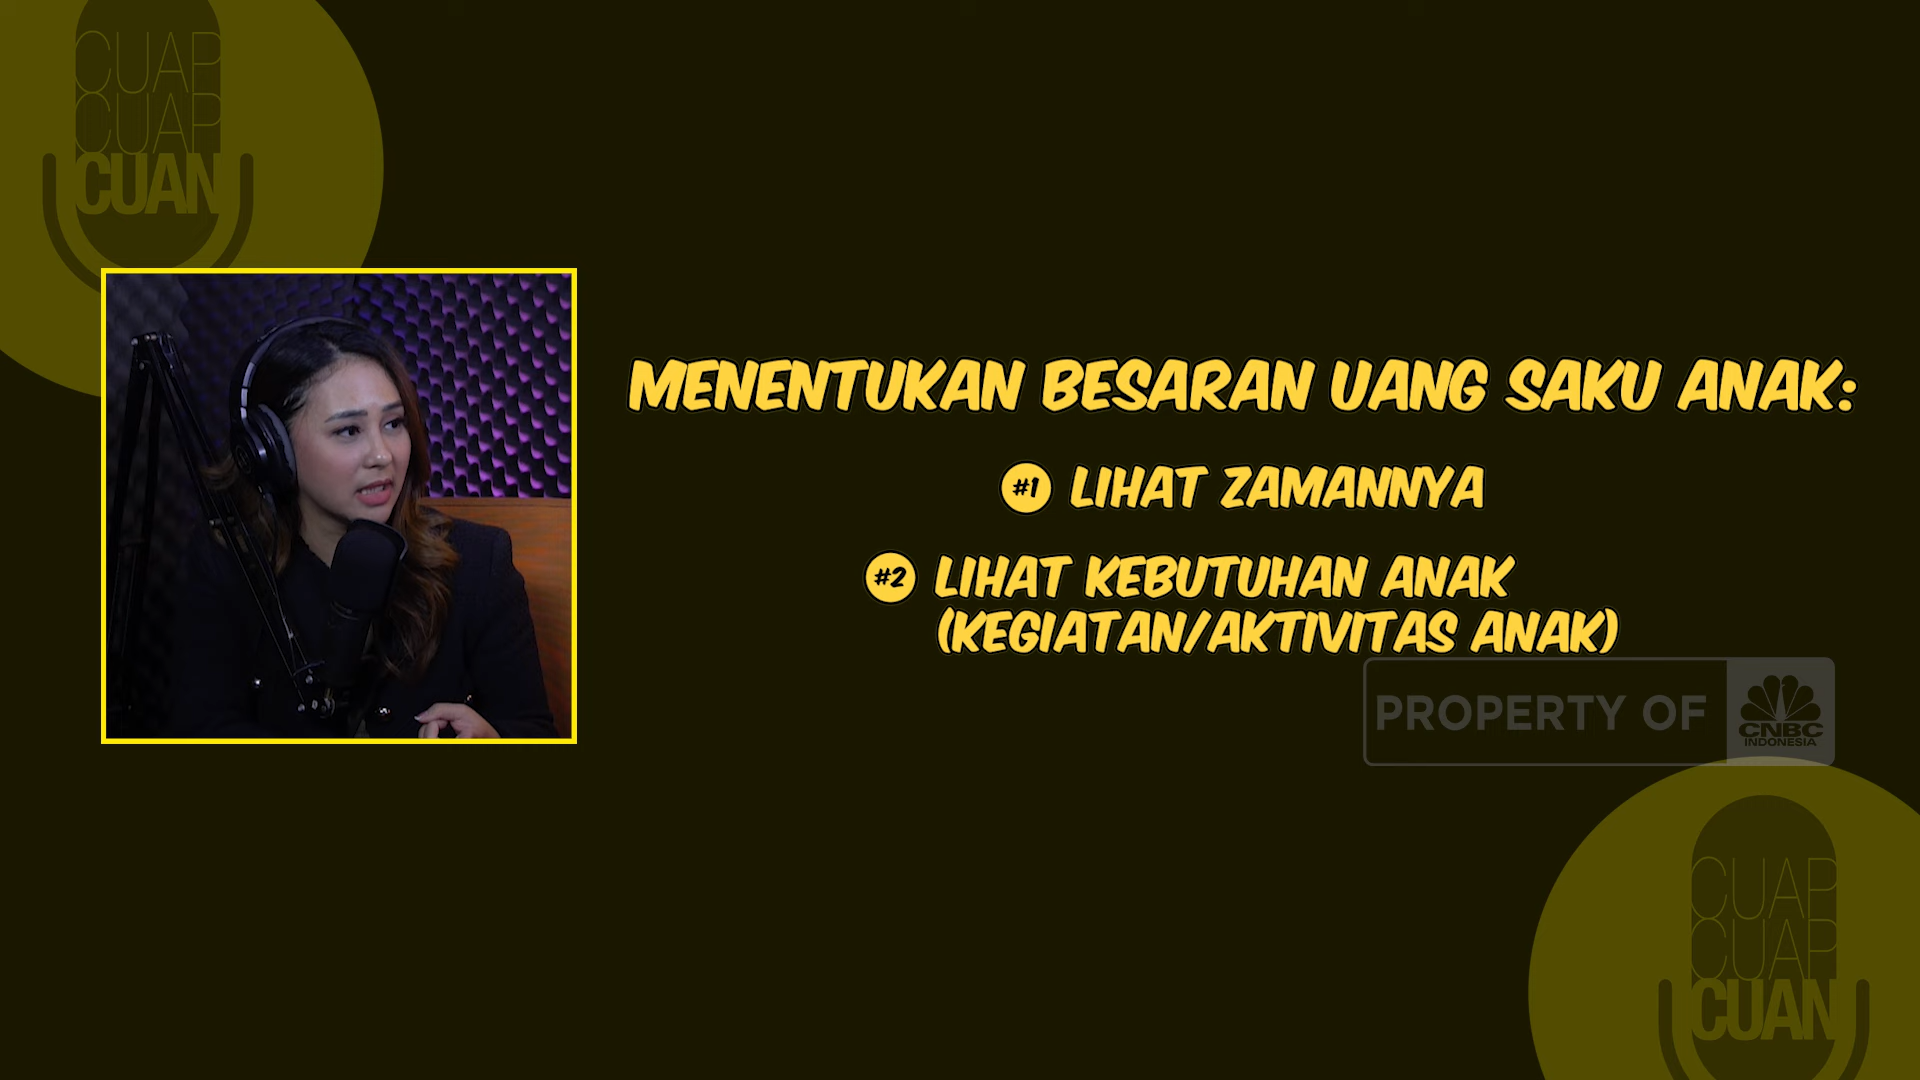 CUAP
CUAP
CUAN
MENENTUKAN BESARAN UANG SAKU ANAK:
#1 LIHAT ZAMANNYA
#2 LIHAT KEBUTUHAN ANAK
(KEGIATAN/AKTIVITAS ANAK)
PROPERTY OF
CNBC
INDONESIA
CUAP
CUAP
CUAN